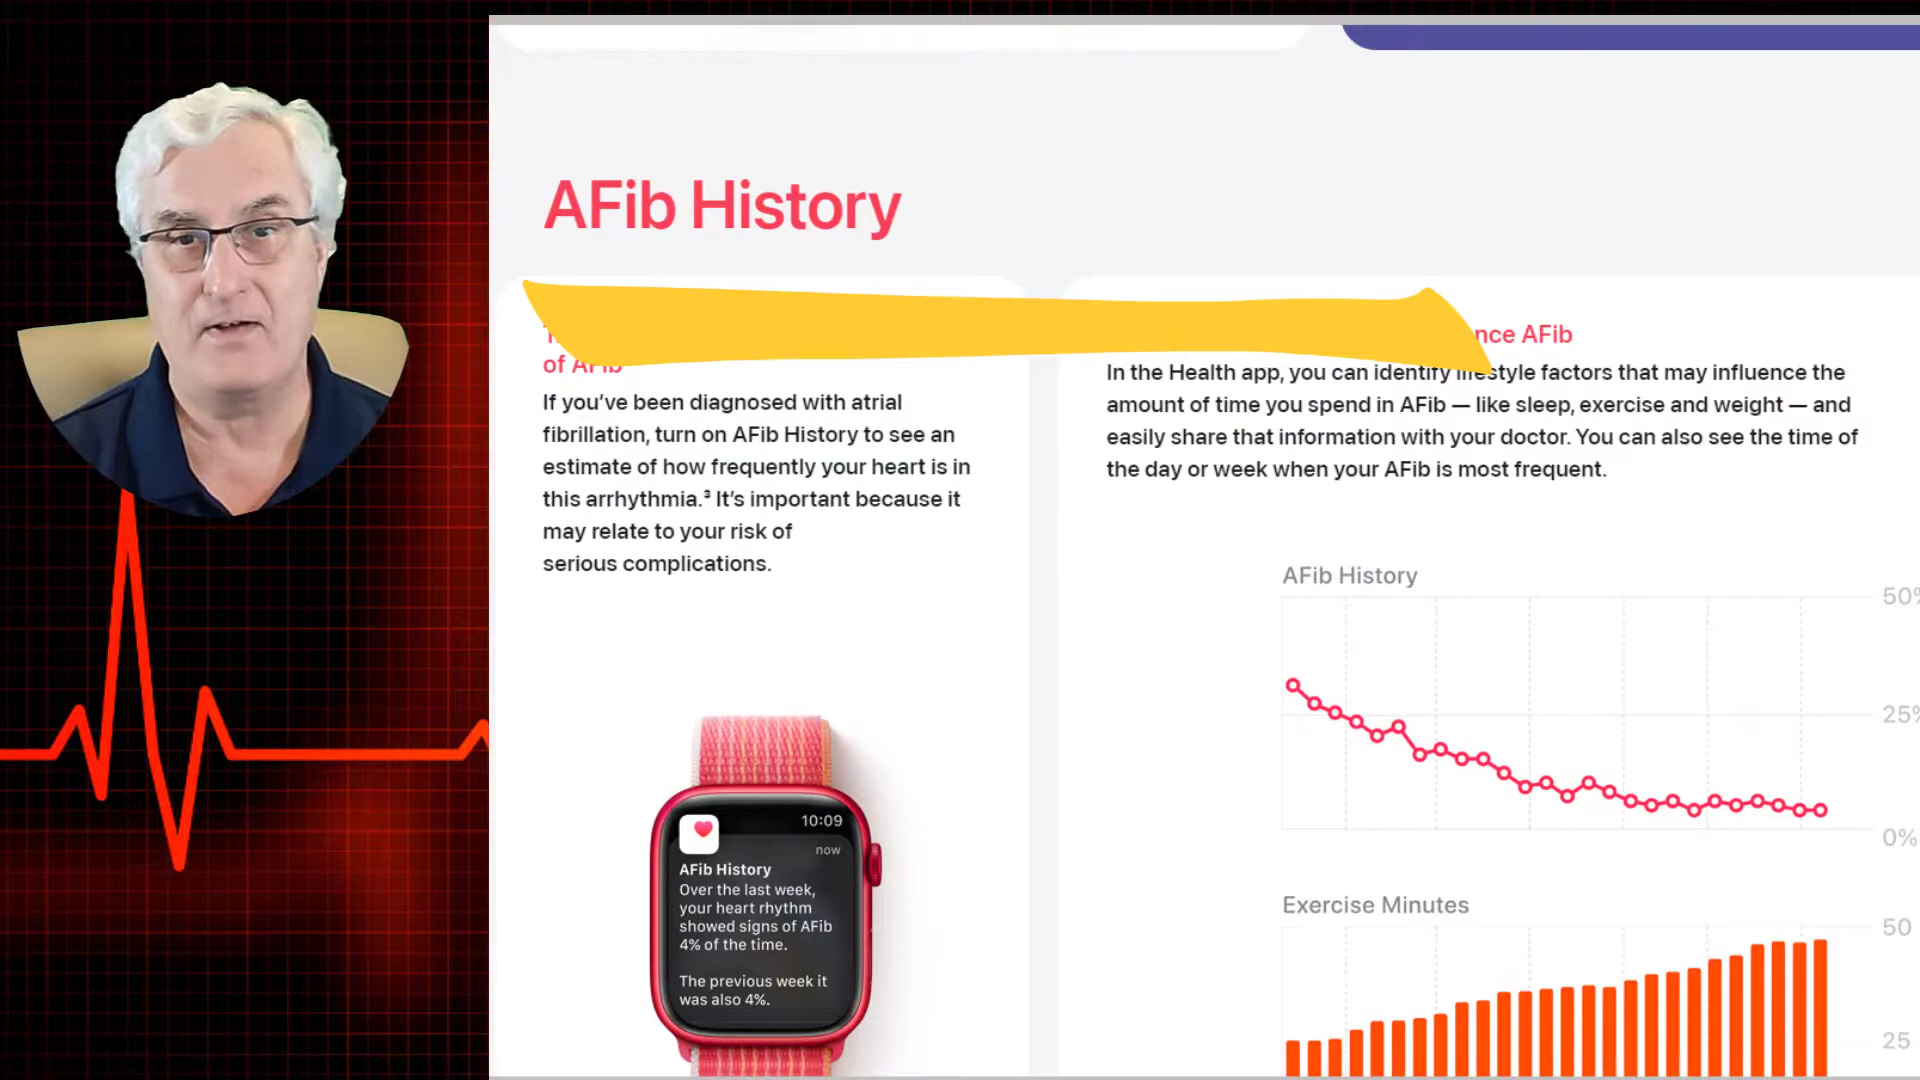 AFib History
of AFib
If you’ve been diagnosed with atrial
fibrillation, turn on AFib History to see an
estimate of how frequently your heart is in
this arrhythmia.³ It’s important because it
may relate to your risk of
serious complications.
10:09
now
AFib History
Over the last week,
your heart rhythm
showed signs of AFib
4% of the time.
The previous week it
was also 4%.
nce AFib
In the Health app, you can identify lifestyle factors that may influence the
amount of time you spend in AFib — like sleep, exercise and weight — and
easily share that information with your doctor. You can also see the time of
the day or week when your AFib is most frequent.
AFib History
50%
25%
0%
Exercise Minutes
50
25